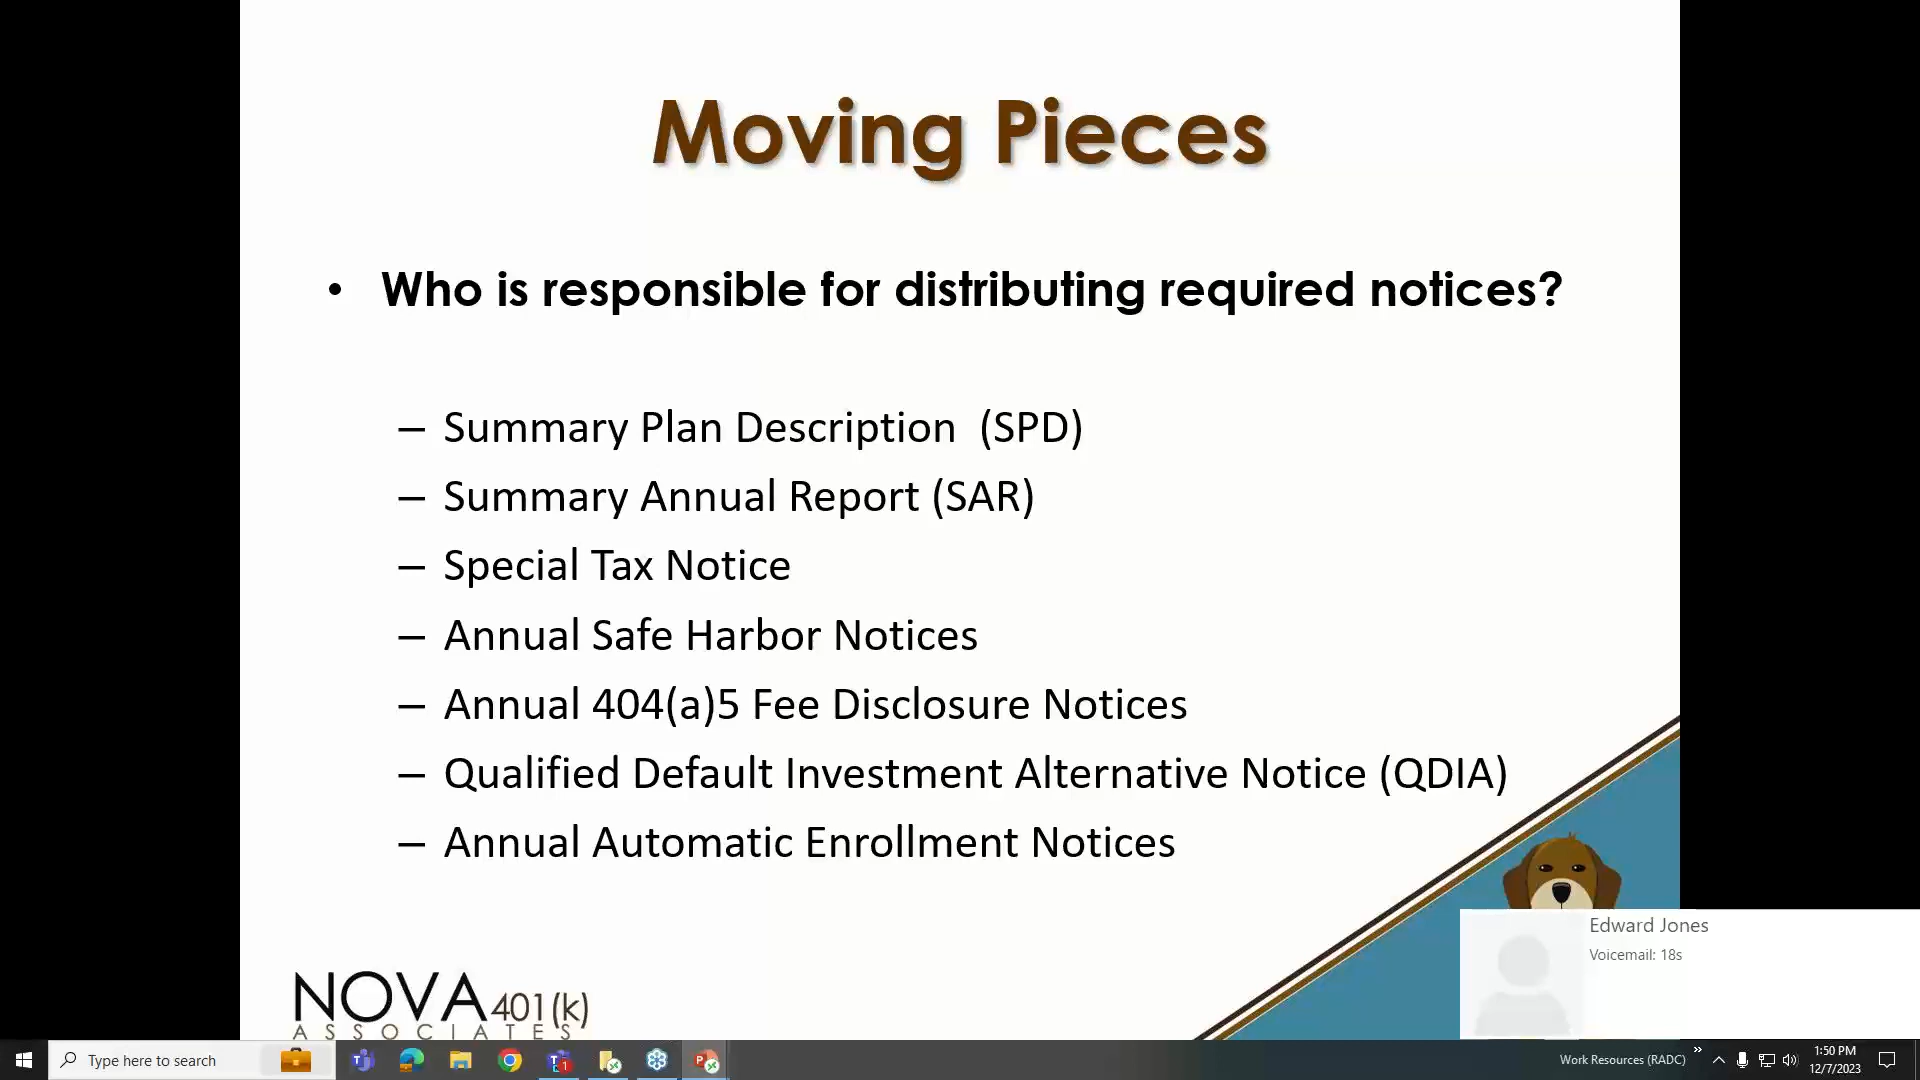 Moving Pieces
• Who is responsible for distributing required notices?
– Summary Plan Description (SPD)
– Summary Annual Report (SAR)
– Special Tax Notice
– Annual Safe Harbor Notices
– Annual 404(a)5 Fee Disclosure Notices
– Qualified Default Investment Alternative Notice (QDIA)
– Annual Automatic Enrollment Notices
Edward Jones
Voicemail: 18s
NOVA 401(k)
ASSOCIATES
Type here to search
1
Work Resources (RADC)
1:50 PM
12/7/2023